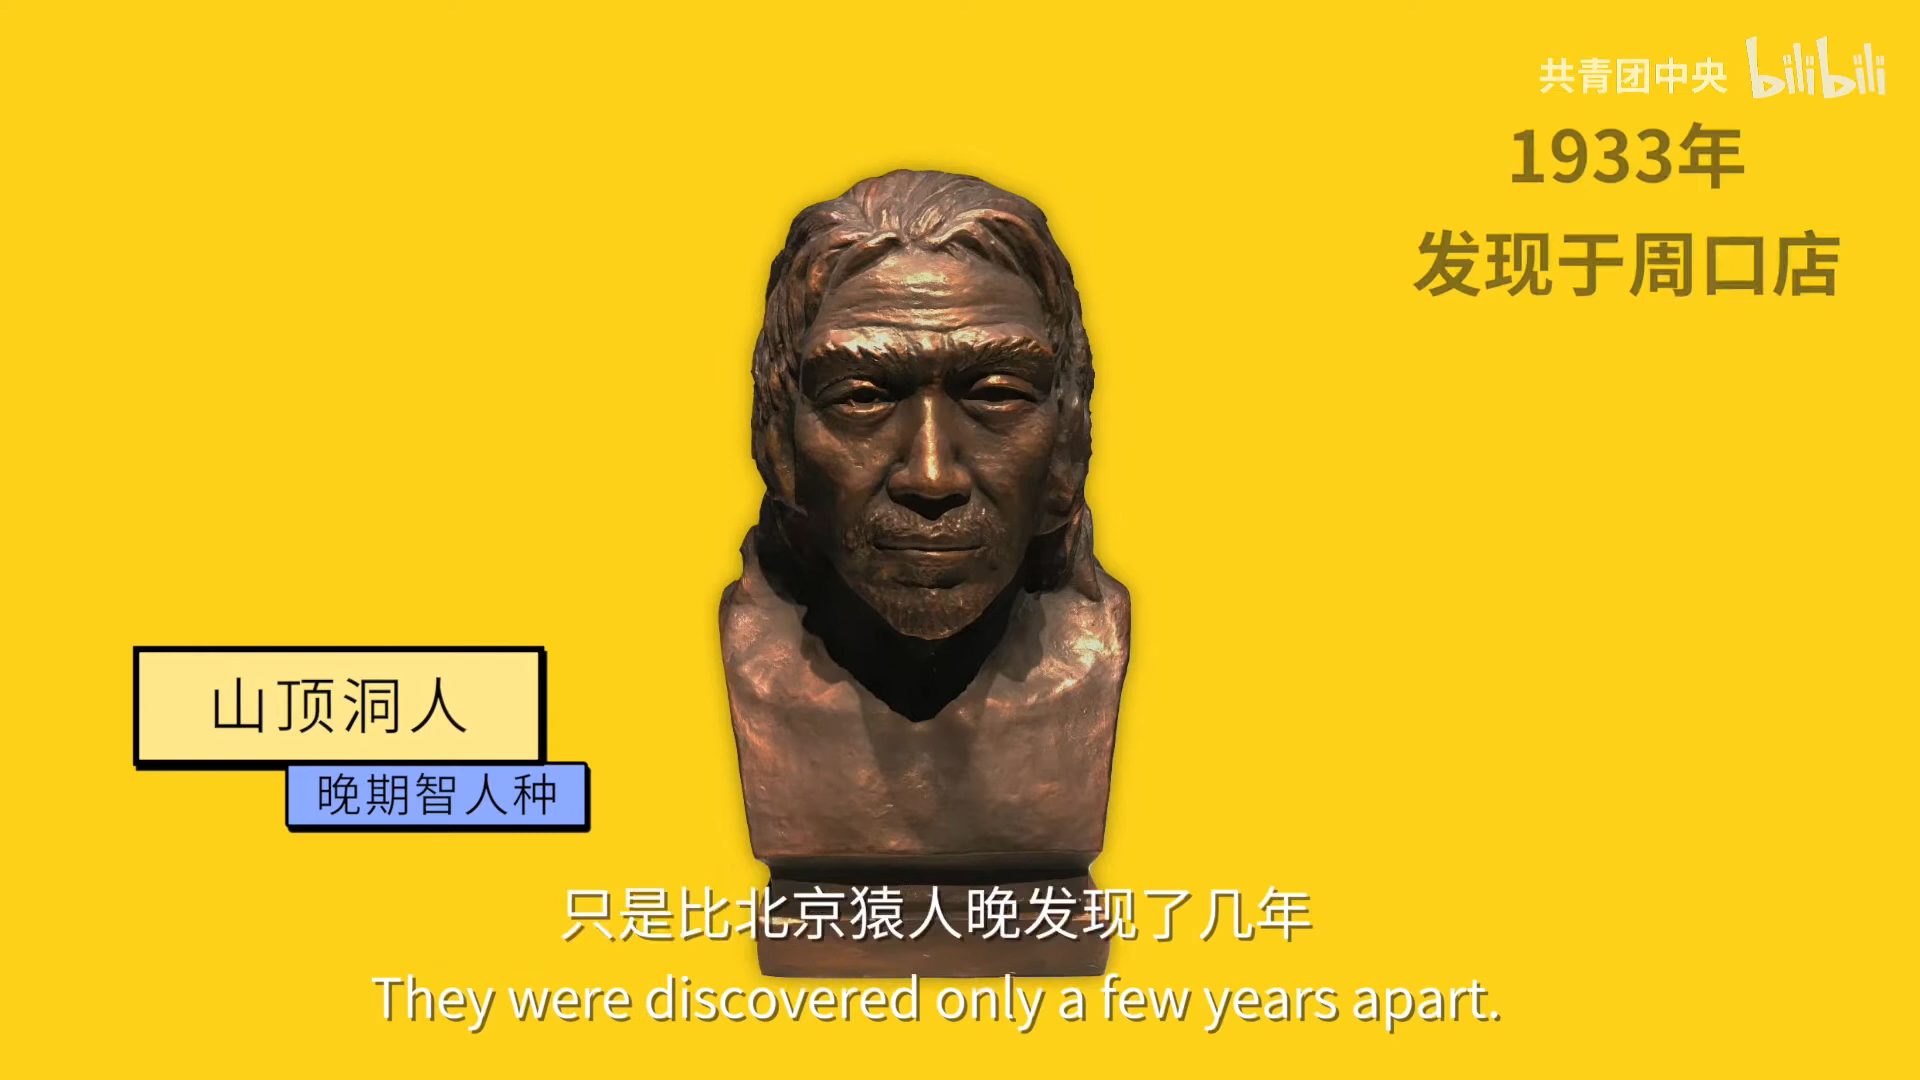 共青团中央 bilibili
1933年
发现于周口店
山顶洞人
晚期智人种
只是比北京猿人晚发现了几年
They were discovered only a few years apart.